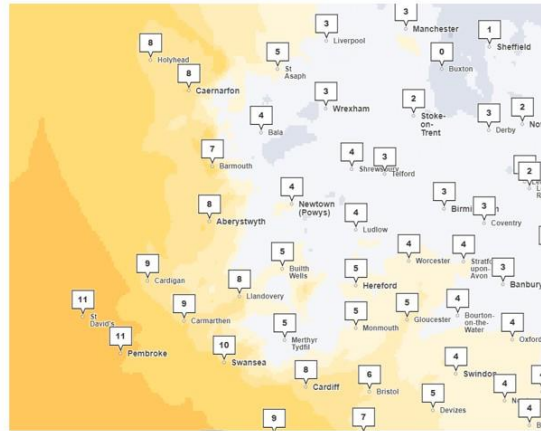 3
Manchester
3
Liverpool
1
Sheffield
8
Holyhead
5
St
Asaph
0
Buxton
8
Caernarfon
3
Wrexham
2
Stoke-
on-
Trent
3
Derby
2
4
Bala
7
Barmouth
4
Shrewsbury
3
Telford
2
4
Newtown
(Powys)
3
3
Coventry
8
Aberystwyth
4
Ludlow
4
Worcester
4
upon-
Avon
5
Builth
Wells
9
Cardigan
8
Llandovery
5
Hereford
3
Banbury
11
St
David's
9
Carmarthen
5
Monmouth
5
Gloucester
4
Bourton-
on-the-
Water
11
Pembroke
10
Swansea
5
Merthyr
Tydfil
4
Oxford
8
Cardiff
6
Bristol
4
Swindon
5
Devizes
4
4
9
7